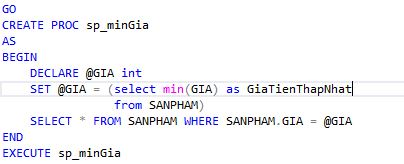 GO
CREATE PROC sp_minGia
AS
BEGIN
DECLARE @GIA int
SET @GIA = (select min(GIA) as GiaTienThapNhat
from SANPHAM)
SELECT * FROM SANPHAM WHERE SANPHAM.GIA = @GIA
END
EXECUTE sp_minGia